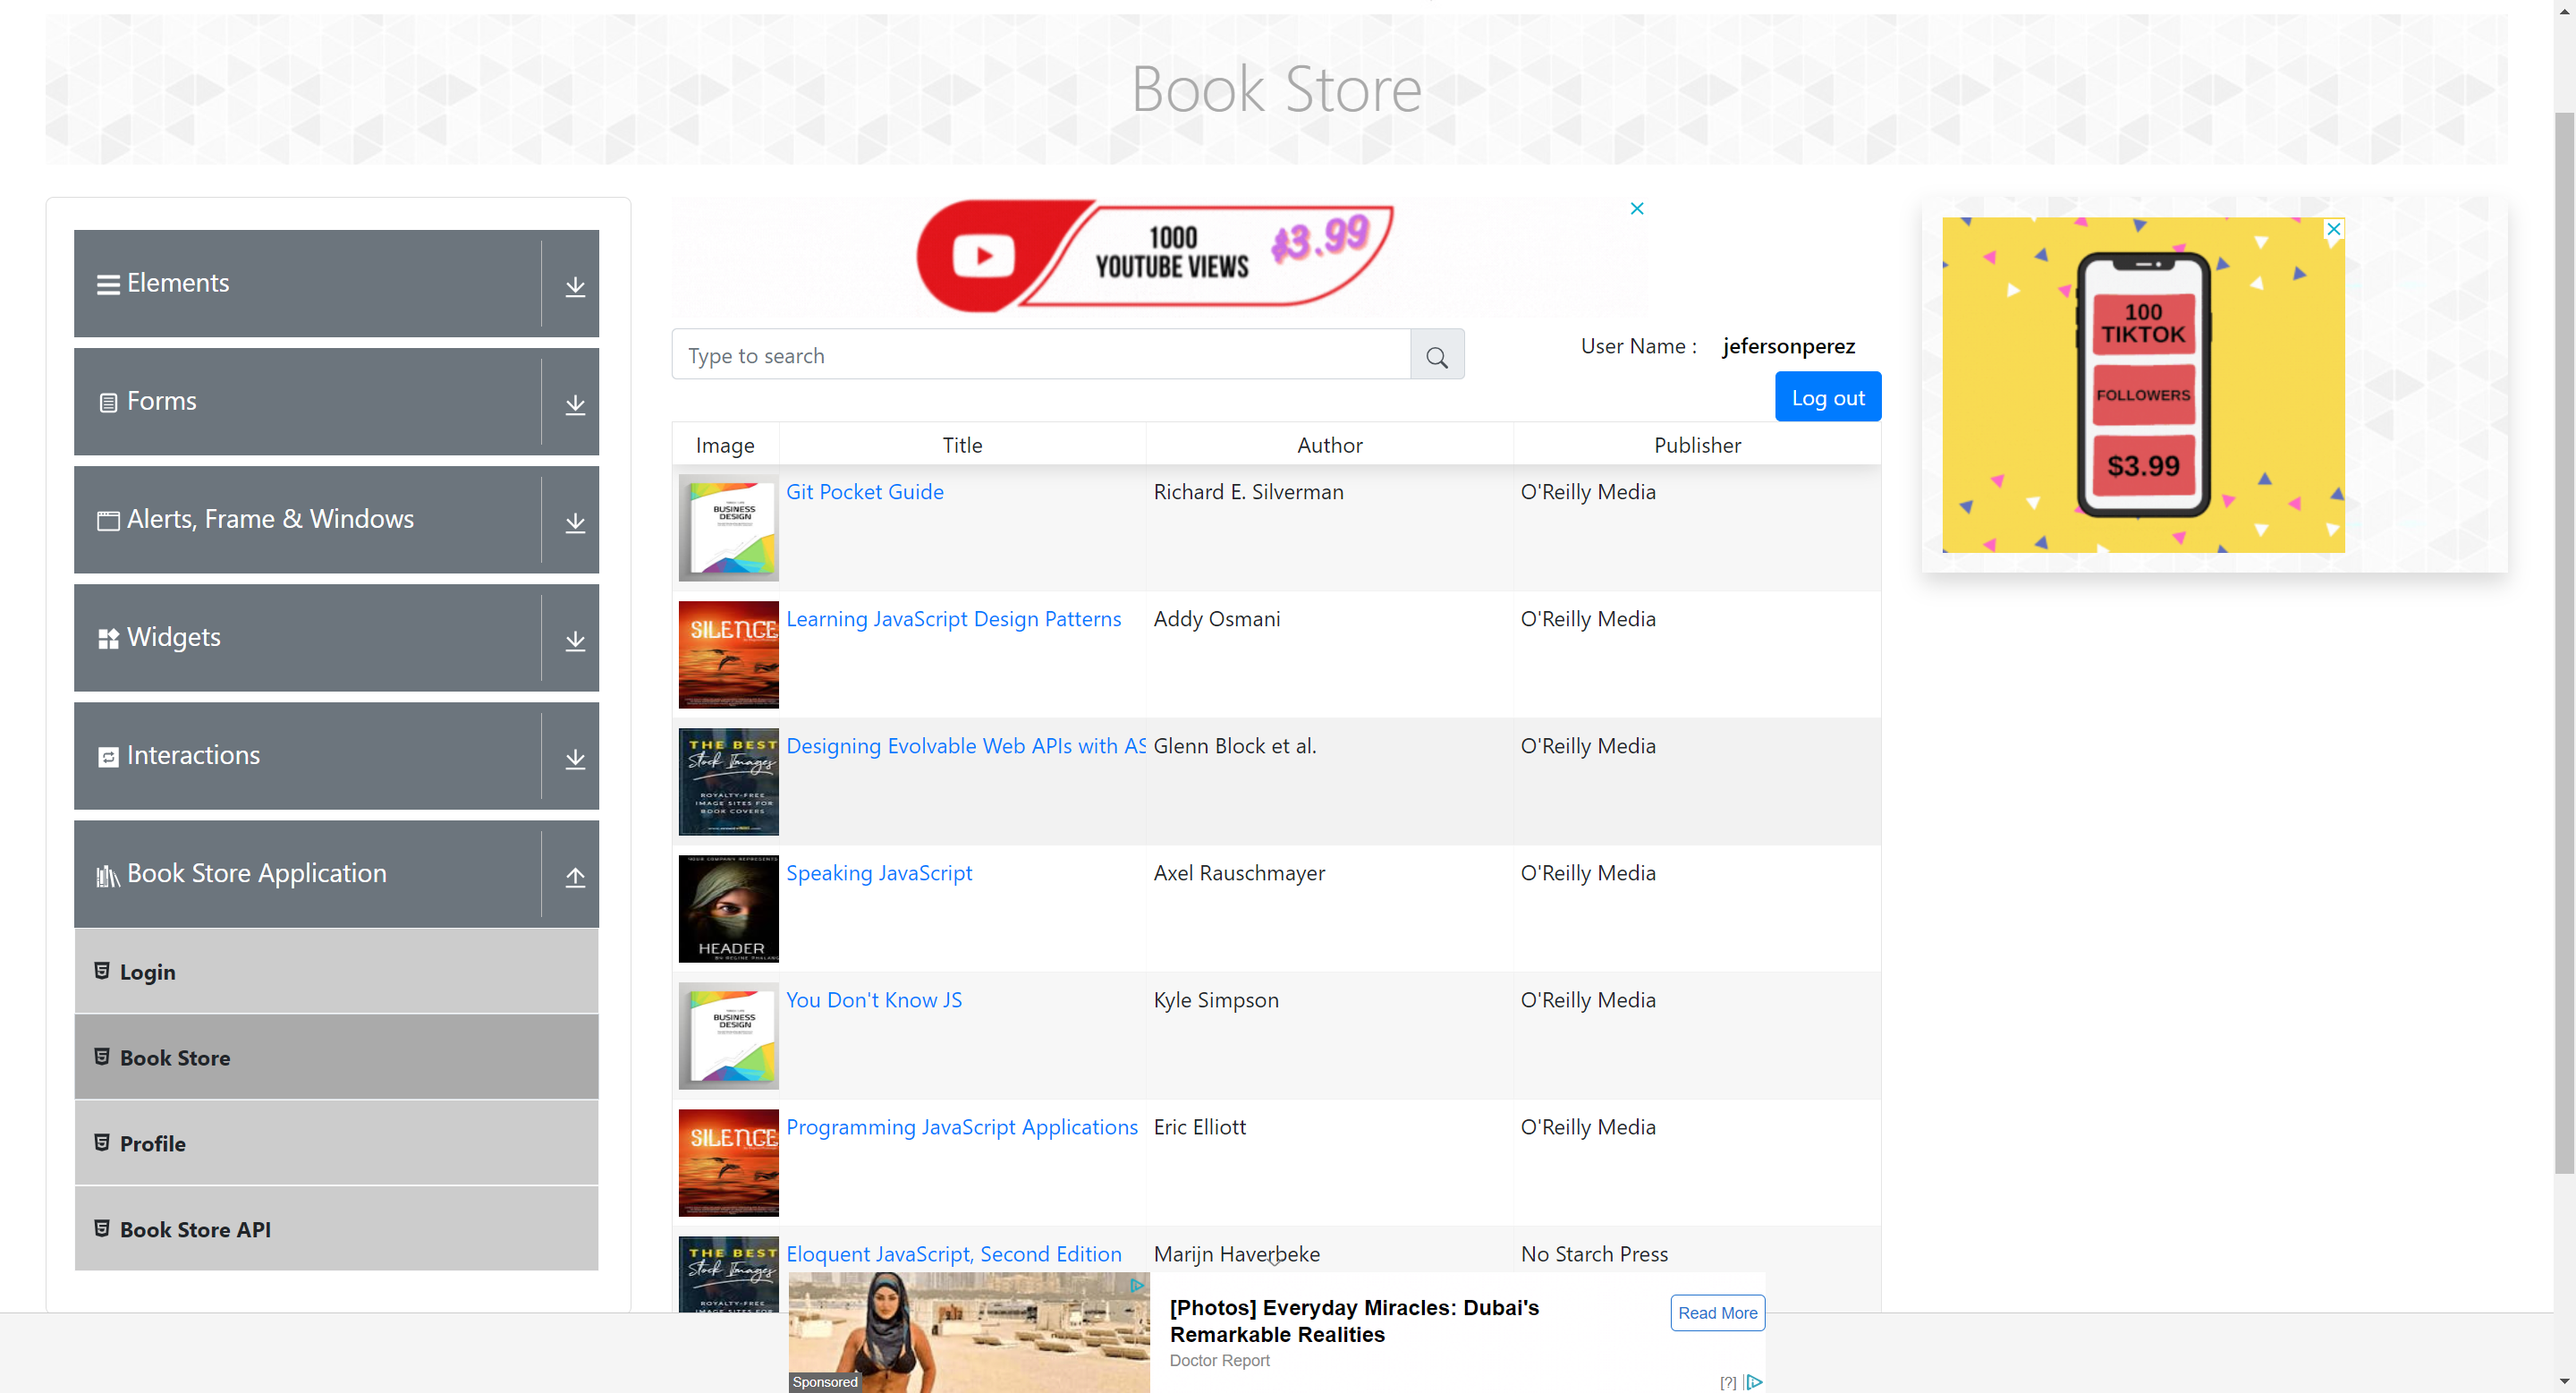 Book Store
Elements
Forms
Alerts, Frame & Windows
Widgets
Interactions
Book Store Application
Login
Book Store
Profile
Book Store API
1000
YOUTUBE VIEWS
$3.99
Type to search
User Name : jefersonperez
Log out
Image Title Author Publisher
BUSINESS
DESIGN
Git Pocket Guide Richard E. Silverman O'Reilly Media
SILENCE
Learning JavaScript Design Patterns Addy Osmani O'Reilly Media
THE BEST
Stock Images
ROYALTY-FREE
IMAGE SITES FOR
BOOK COVERS
Designing Evolvable Web APIs with AS Glenn Block et al. O'Reilly Media
YOUR COMPANY REPRESENTS
HEADER
Speaking JavaScript Axel Rauschmayer O'Reilly Media
BUSINESS
DESIGN
You Don't Know JS Kyle Simpson O'Reilly Media
SILENCE
Programming JavaScript Applications Eric Elliott O'Reilly Media
THE BEST
Stock Images
ROYALTY-FREE
Eloquent JavaScript, Second Edition Marijn Haverbeke No Starch Press
100
TIKTOK
FOLLOWERS
$3.99
[Photos] Everyday Miracles: Dubai's
Remarkable Realities
Doctor Report
Read More
Sponsored
[?]